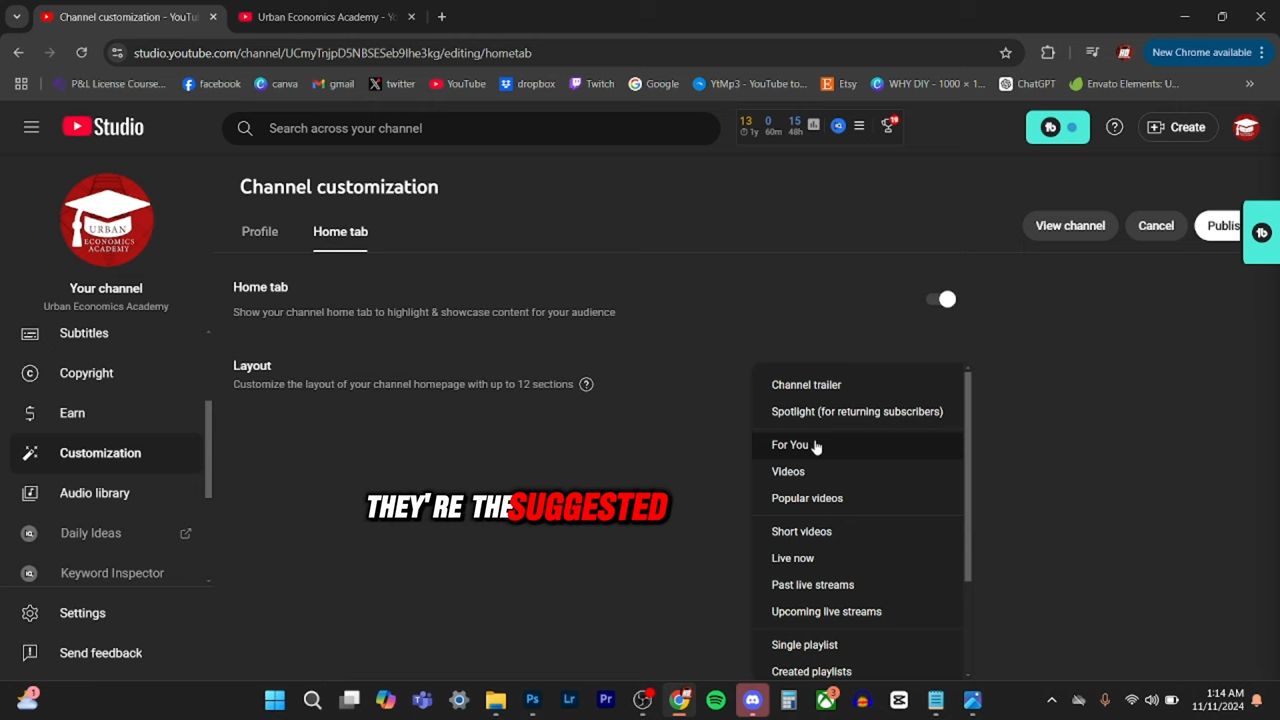 Channel customization - YouTu
Urban Economics Academy - Yo
studio.youtube.com/channel/UCmyTnjpD5NBSESeb9lhe3kg/editing/hometab
New Chrome available
P&L License Course...
facebook
canva
gmail
twitter
YouTube
dropbox
Twitch
Google
YtMp3 - YouTube to...
Etsy
WHY DIY - 1000 × 1...
ChatGPT
Envato Elements: U...
Studio
Search across your channel
13 0 15
1y 60m 48h
19
Create
URBAN
ECONOMICS
ACADEMY
Your channel
Urban Economics Academy
Subtitles
Copyright
Earn
Customization
Audio library
Daily Ideas
Keyword Inspector
Settings
Send feedback
Channel customization
Profile
Home tab
View channel
Cancel
Publis
Home tab
Show your channel home tab to highlight & showcase content for your audience
Layout
Customize the layout of your channel homepage with up to 12 sections
Channel trailer
Spotlight (for returning subscribers)
For You
Videos
Popular videos
Short videos
Live now
Past live streams
Upcoming live streams
Single playlist
Created playlists
THEY'RE THE SUGGESTED
1:14 AM
11/11/2024